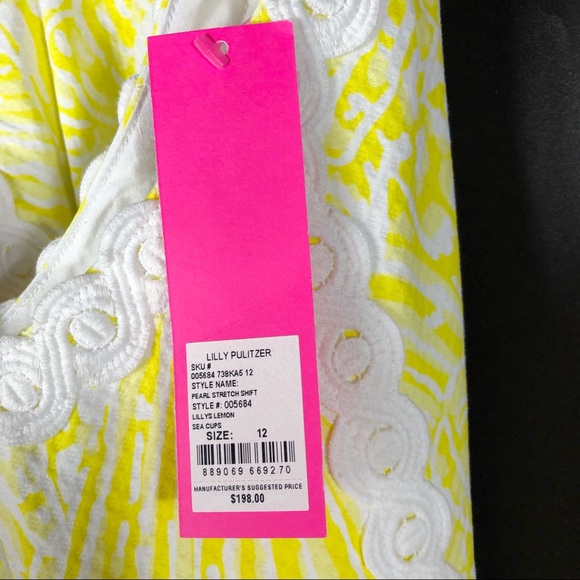 LILLY PULITZER
SKU #
005684 738KA5 12
STYLE NAME:
PEARL STRETCH SHIFT
STYLE #: 005684
LILLYS LEMON
SEA CUPS
SIZE: 12
889069 669270
MANUFACTURER'S SUGGESTED PRICE
$198.00